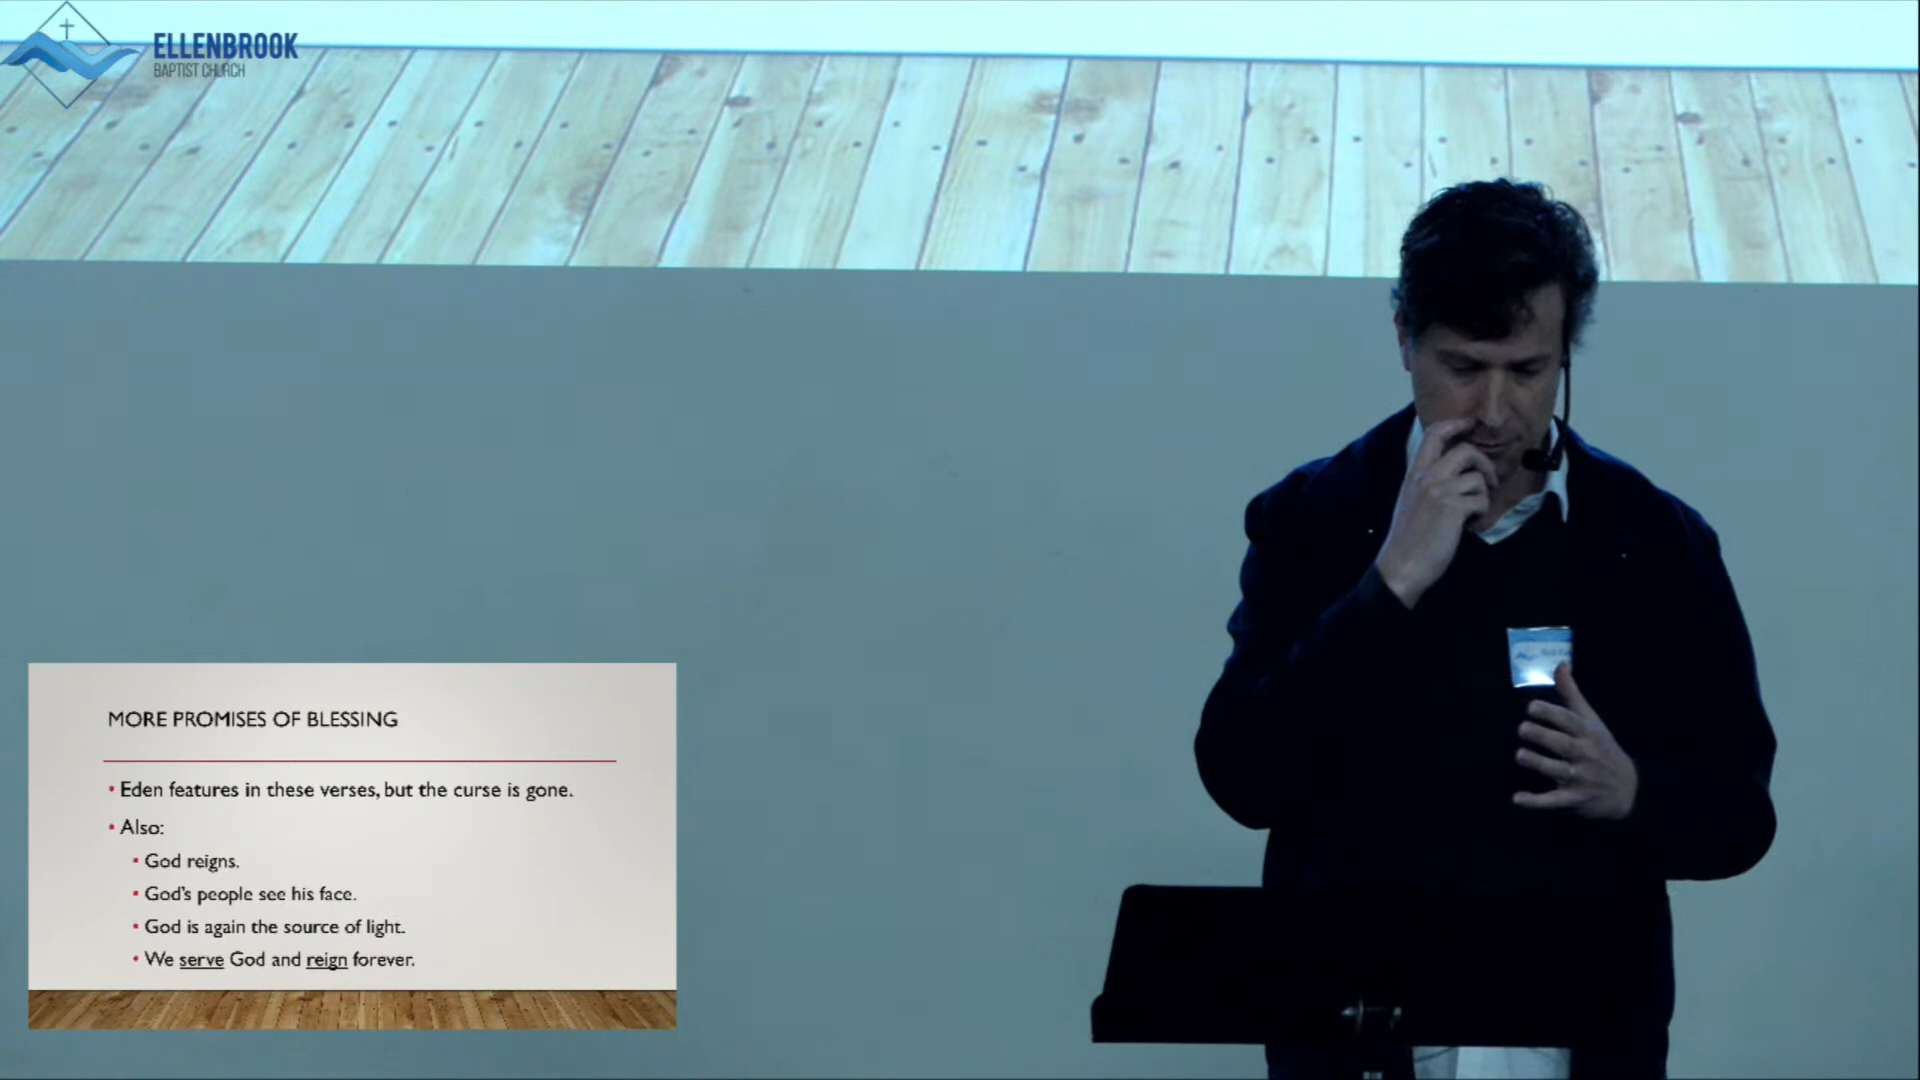 ELLENBROOK
BAPTIST CHURCH
MORE PROMISES OF BLESSING
• Eden features in these verses, but the curse is gone.
• Also:
• God reigns.
• God's people see his face.
• God is again the source of light.
• We serve God and reign forever.